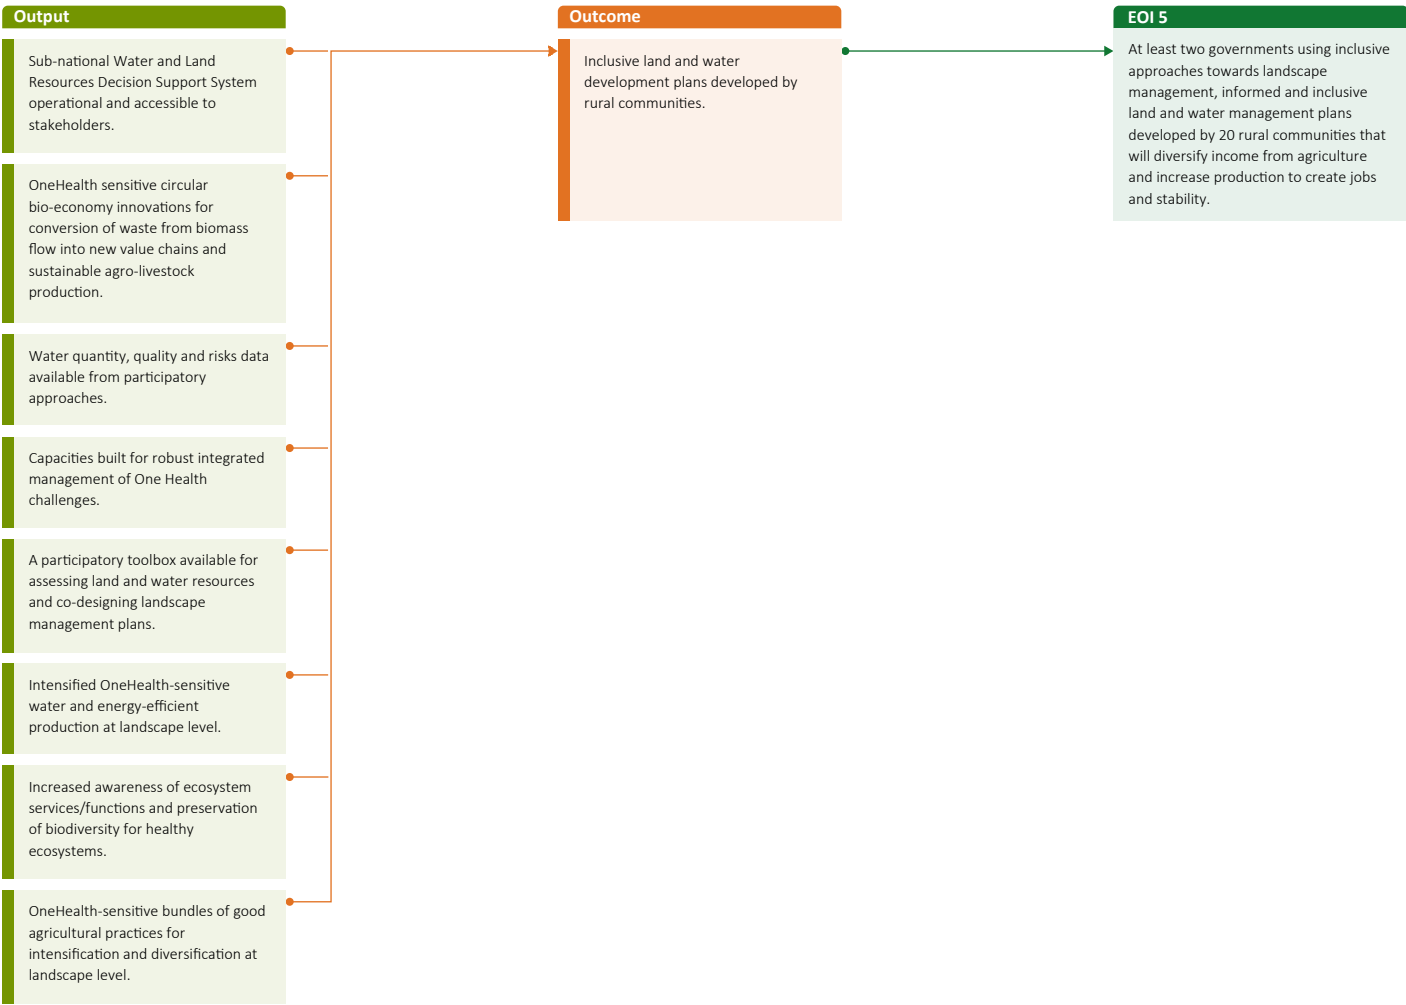 Output
Sub-national Water and Land
Resources Decision Support System
operational and accessible to
stakeholders.
OneHealth sensitive circular
bio-economy innovations for
conversion of waste from biomass
flow into new value chains and
sustainable agro-livestock
production.
Water quantity, quality and risks data
available from participatory
approaches.
Capacities built for robust integrated
management of One Health
challenges.
A participatory toolbox available for
assessing land and water resources
and co-designing landscape
management plans.
Intensified OneHealth-sensitive
water and energy-efficient
production at landscape level.
Increased awareness of ecosystem
services/functions and preservation
of biodiversity for healthy
ecosystems.
OneHealth-sensitive bundles of good
agricultural practices for
intensification and diversification at
landscape level.
Outcome
Inclusive land and water
development plans developed by
rural communities.
EOI 5
At least two governments using inclusive
approaches towards landscape
management, informed and inclusive
land and water management plans
developed by 20 rural communities that
will diversify income from agriculture
and increase production to create jobs
and stability.